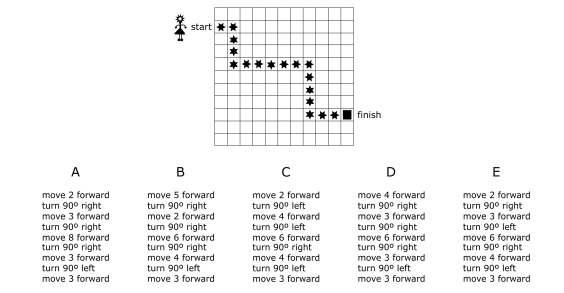 start
finish
A
move 2 forward
turn 90º right
move 3 forward
turn 90º right
move 8 forward
turn 90º right
move 3 forward
turn 90º left
move 3 forward
B
move 5 forward
turn 90º right
move 2 forward
turn 90º right
move 6 forward
turn 90º right
move 4 forward
turn 90º left
move 3 forward
C
move 2 forward
turn 90º left
move 4 forward
turn 90º left
move 6 forward
turn 90º right
move 4 forward
turn 90º left
move 3 forward
D
move 4 forward
turn 90º right
move 3 forward
turn 90º right
move 6 forward
turn 90º right
move 3 forward
turn 90º left
move 3 forward
E
move 2 forward
turn 90º right
move 3 forward
turn 90º left
move 6 forward
turn 90º right
move 4 forward
turn 90º left
move 3 forward